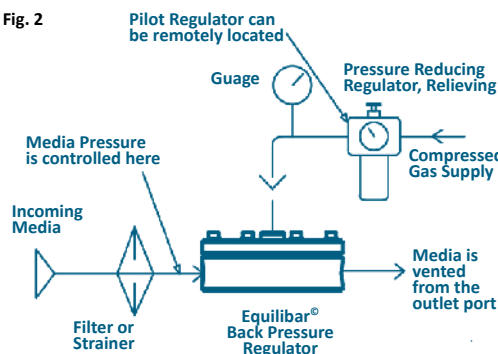 Fig. 2
Pilot Regulator can
be remotely located
Guage
Pressure Reducing
Regulator, Relieving
Compressed
Gas Supply
Media Pressure
is controlled here
Incoming
Media
Filter or
Strainer
Equilibar©
Back Pressure
Regulator
Media is
vented
from the
outlet port